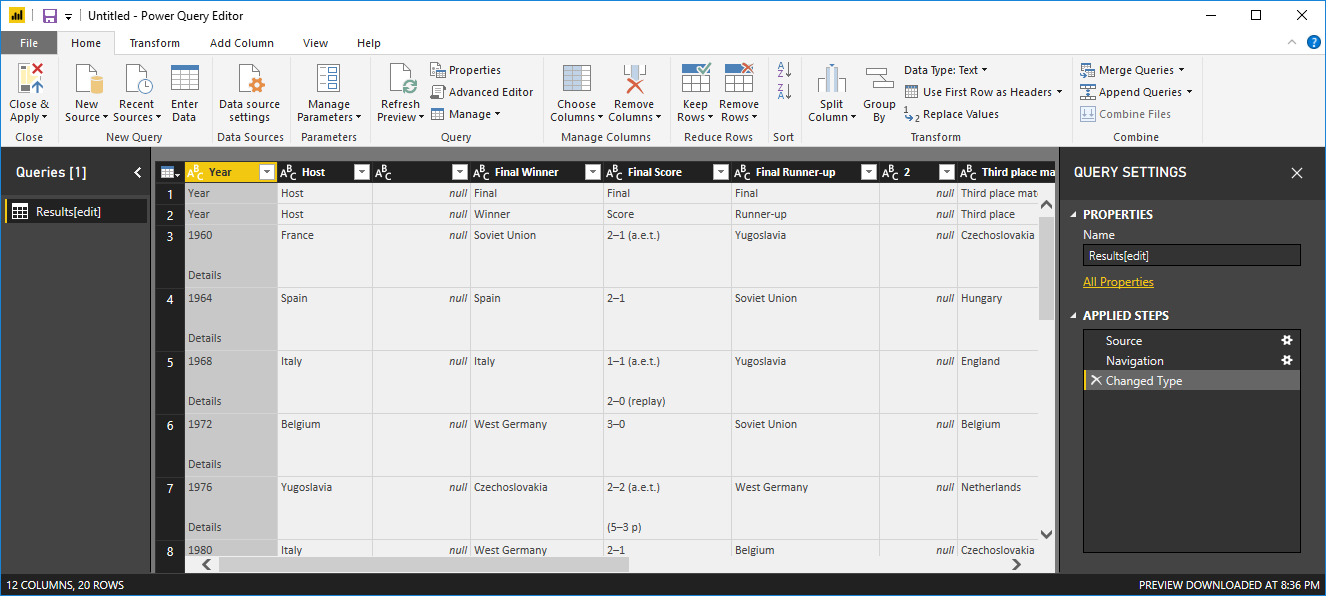 Untitled - Power Query Editor
File Home Transform Add Column View Help
Close & Apply
New Source
Recent Sources
Enter Data
Data source settings
Manage Parameters
Refresh Preview
Properties
Advanced Editor
Manage
Choose Columns
Remove Columns
Keep Rows
Remove Rows
Split Column
Group By
Data Type: Text
Use First Row as Headers
Replace Values
Merge Queries
Append Queries
Combine Files
Close New Query Data Sources Parameters Query Manage Columns Reduce Rows Sort Transform Combine
Queries [1]
Results[edit]
Year Host Final Winner Final Score Final Runner-up 2 Third place ma
1 Year Host null Final Final Final null Third place mat
2 Year Host null Winner Score Runner-up null Third place
3 1960 France null Soviet Union 2–1 (a.e.t.) Yugoslavia null Czechoslovakia
Details
4 1964 Spain null Spain 2–1 Soviet Union null Hungary
Details
5 1968 Italy null Italy 1–1 (a.e.t.) Yugoslavia null England
Details 2–0 (replay)
6 1972 Belgium null West Germany 3–0 Soviet Union null Belgium
Details
7 1976 Yugoslavia null Czechoslovakia 2–2 (a.e.t.) West Germany null Netherlands
Details (5–3 p)
8 1980 Italy null West Germany 2–1 Belgium null Czechoslovakia
QUERY SETTINGS
PROPERTIES
Name
Results[edit]
All Properties
APPLIED STEPS
Source
Navigation
Changed Type
12 COLUMNS, 20 ROWS
PREVIEW DOWNLOADED AT 8:36 PM